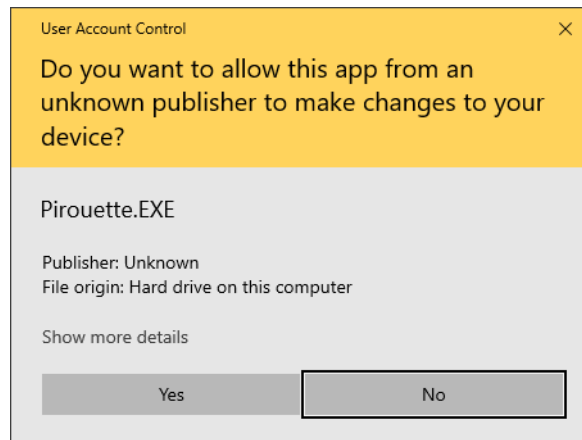 User Account Control
Do you want to allow this app from an
unknown publisher to make changes to your
device?
Pirouette.EXE
Publisher: Unknown
File origin: Hard drive on this computer
Show more details
Yes
No